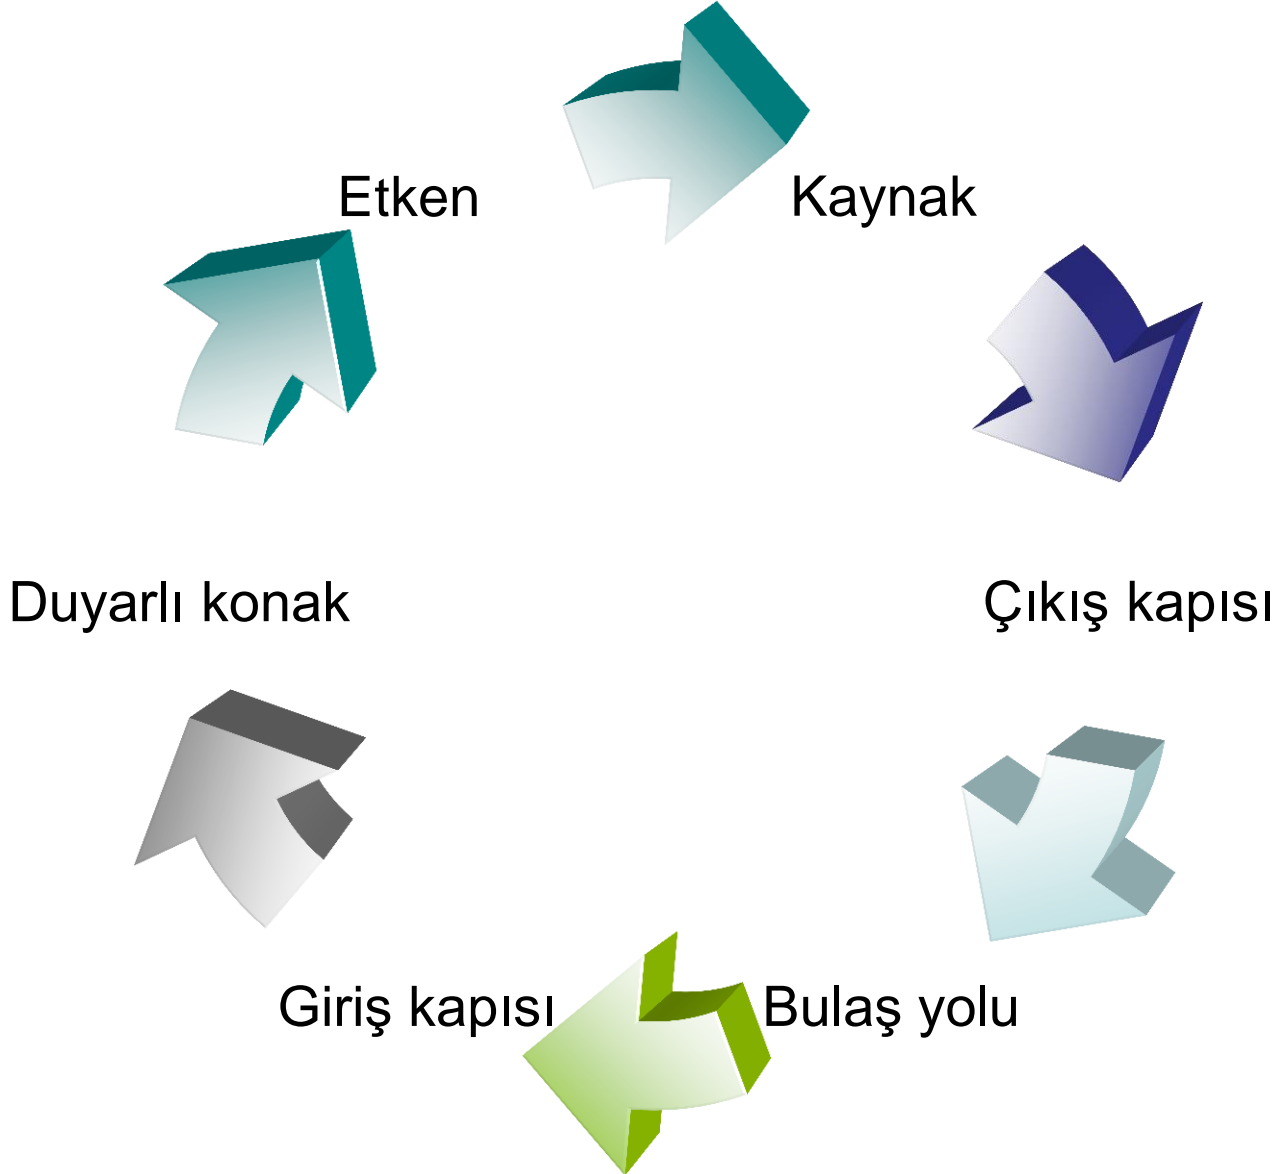 Etken
Kaynak
Duyarlı konak
Çıkış kapısı
Giriş kapısı
Bulaş yolu